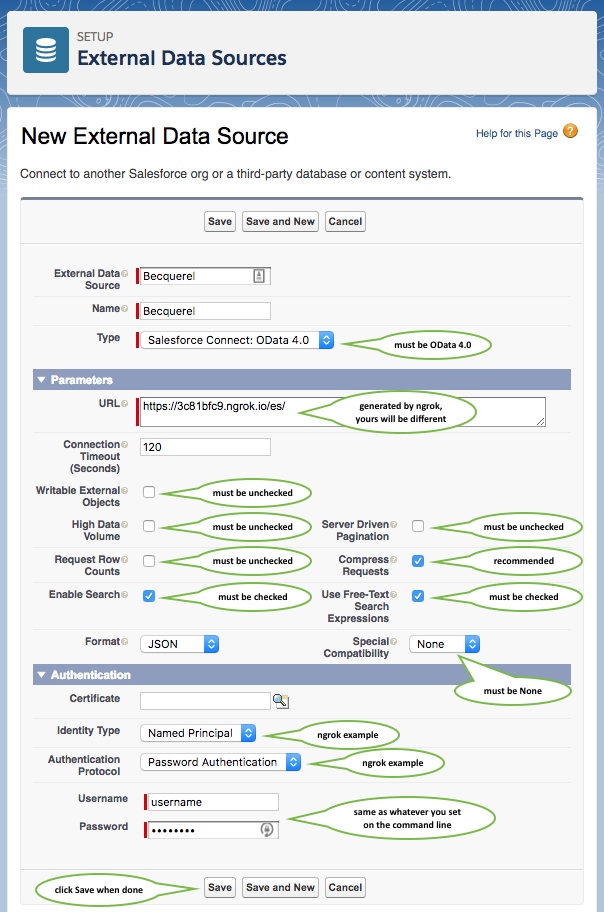 SETUP
External Data Sources
New External Data Source
Help for this Page ?
Connect to another Salesforce org or a third-party database or content system.
Save Save and New Cancel
External Data
Source
Becquerel
Name Becquerel
Type Salesforce Connect: OData 4.0 must be OData 4.0
Parameters
URL https://3c81bfc9.ngrok.io/es/
generated by ngrok,
yours will be different
Connection
Timeout
(Seconds)
120
Writable External
Objects
must be unchecked
High Data
Volume
must be unchecked
Server Driven
Pagination
must be unchecked
Request Row
Counts
must be unchecked
Compress
Requests
recommended
Enable Search must be checked
Use Free-Text
Search
Expressions
must be checked
Format JSON
Special
Compatibility
None
must be None
Authentication
Certificate
Identity Type Named Principal ngrok example
Authentication
Protocol
Password Authentication ngrok example
Username username
Password ••••••••
same as whatever you set
on the command line
click Save when done
Save Save and New Cancel